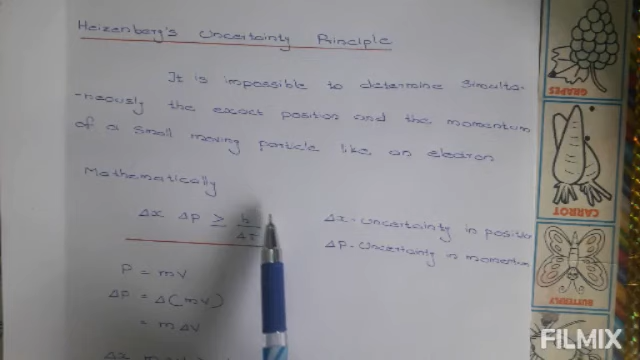 Heizenberg's Uncertainty Principle
It is impossible to determine simulta-
-neously the exact position and the momentum
of a small moving particle like an electron
Mathematically
Δx ΔP ≥ h/4π
Δx - Uncertainty in position
ΔP - Uncertainty in momentum
P = mv
ΔP = Δ(mv)
= mΔv
GRAPES
CARROT
BUTTERFLY
FILMIX